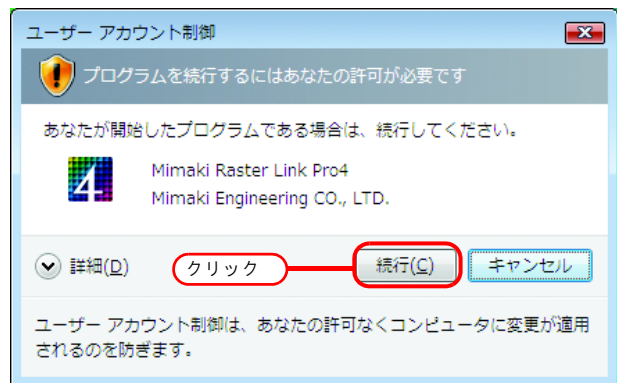 ユーザー アカウント制御
プログラムを続行するにはあなたの許可が必要です
あなたが開始したプログラムである場合は、続行してください。
4
Mimaki Raster Link Pro4
Mimaki Engineering CO., LTD.
詳細(D)
クリック
続行(C)
キャンセル
ユーザー アカウント制御は、あなたの許可なくコンピュータに変更が適用
されるのを防ぎます。